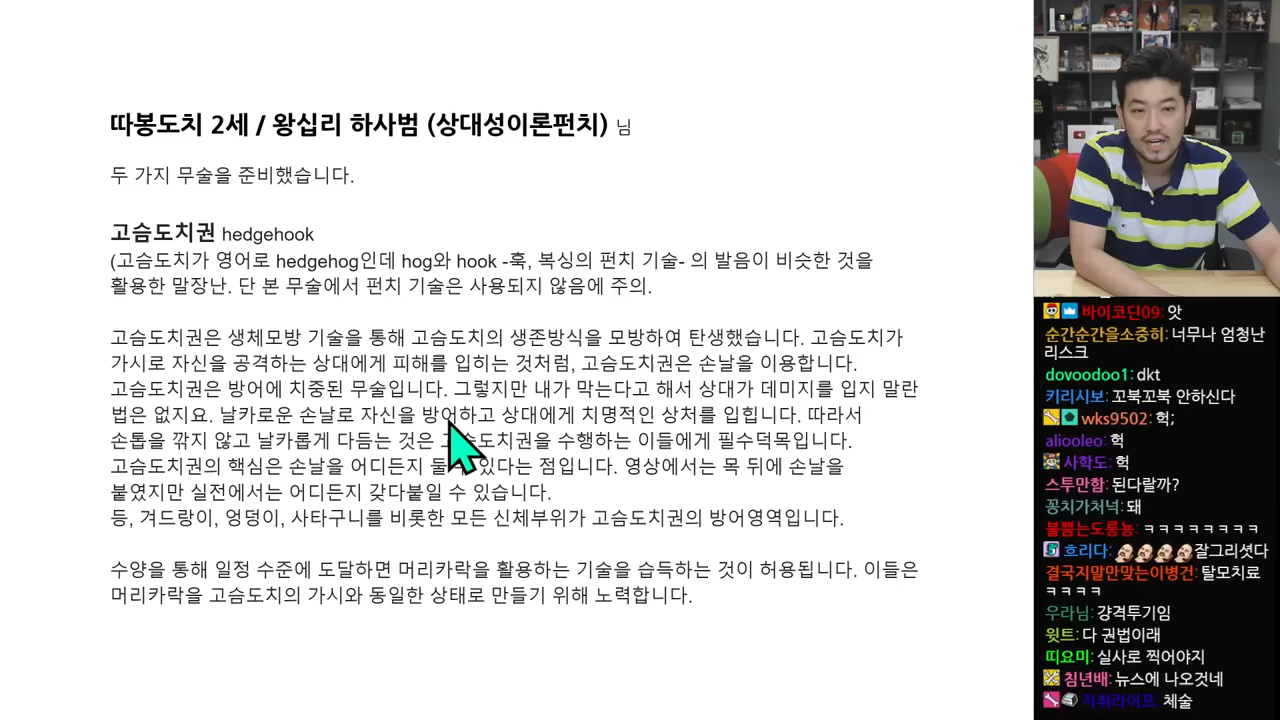 따봉도치 2세 / 왕십리 하사범 (상대성이론펀치) 님
두 가지 무술을 준비했습니다.
고슴도치권 hedgehook
(고슴도치가 영어로 hedgehog인데 hog와 hook -훅, 복싱의 펀치 기술- 의 발음이 비슷한 것을
활용한 말장난. 단 본 무술에서 펀치 기술은 사용되지 않음에 주의.
고슴도치권은 생체모방 기술을 통해 고슴도치의 생존방식을 모방하여 탄생했습니다. 고슴도치가
가시로 자신을 공격하는 상대에게 피해를 입히는 것처럼, 고슴도치권은 손날을 이용합니다.
고슴도치권은 방어에 치중된 무술입니다. 그렇지만 내가 막는다고 해서 상대가 데미지를 입지 말란
법은 없지요. 날카로운 손날로 자신을 방어하고 상대에게 치명적인 상처를 입힙니다. 따라서
손톱을 깎지 않고 날카롭게 다듬는 것은 고슴도치권을 수행하는 이들에게 필수덕목입니다.
고슴도치권의 핵심은 손날을 어디든지 둘 수 있다는 점입니다. 영상에서는 목 뒤에 손날을
붙였지만 실전에서는 어디든지 갖다붙일 수 있습니다.
등, 겨드랑이, 엉덩이, 사타구니를 비롯한 모든 신체부위가 고슴도치권의 방어영역입니다.
수양을 통해 일정 수준에 도달하면 머리카락을 활용하는 기술을 습득하는 것이 허용됩니다. 이들은
머리카락을 고슴도치의 가시와 동일한 상태로 만들기 위해 노력합니다.
바이코딘09: 앗
순간순간을소중히: 너무나 엄청난
리스크
dovoodoo1: dkt
키리시보: 꼬북꼬북 안하신다
wks9502: 헉;
aliooleo: 헉
사학도: 헉
스투만함: 된다랄까?
꽁치가처넉: 돼
불뿜는도롱뇽: ㅋㅋㅋㅋㅋㅋㅋㅋ
흐리다: 잘그리셧다
결국지말만맞는이병건: 탈모치료
ㅋㅋㅋㅋ
우라님: 걍격투기임
윗트: 다 권법이래
띠요미: 실사로 찍어야지
침년배: 뉴스에 나오것네
자취라이프: 체술